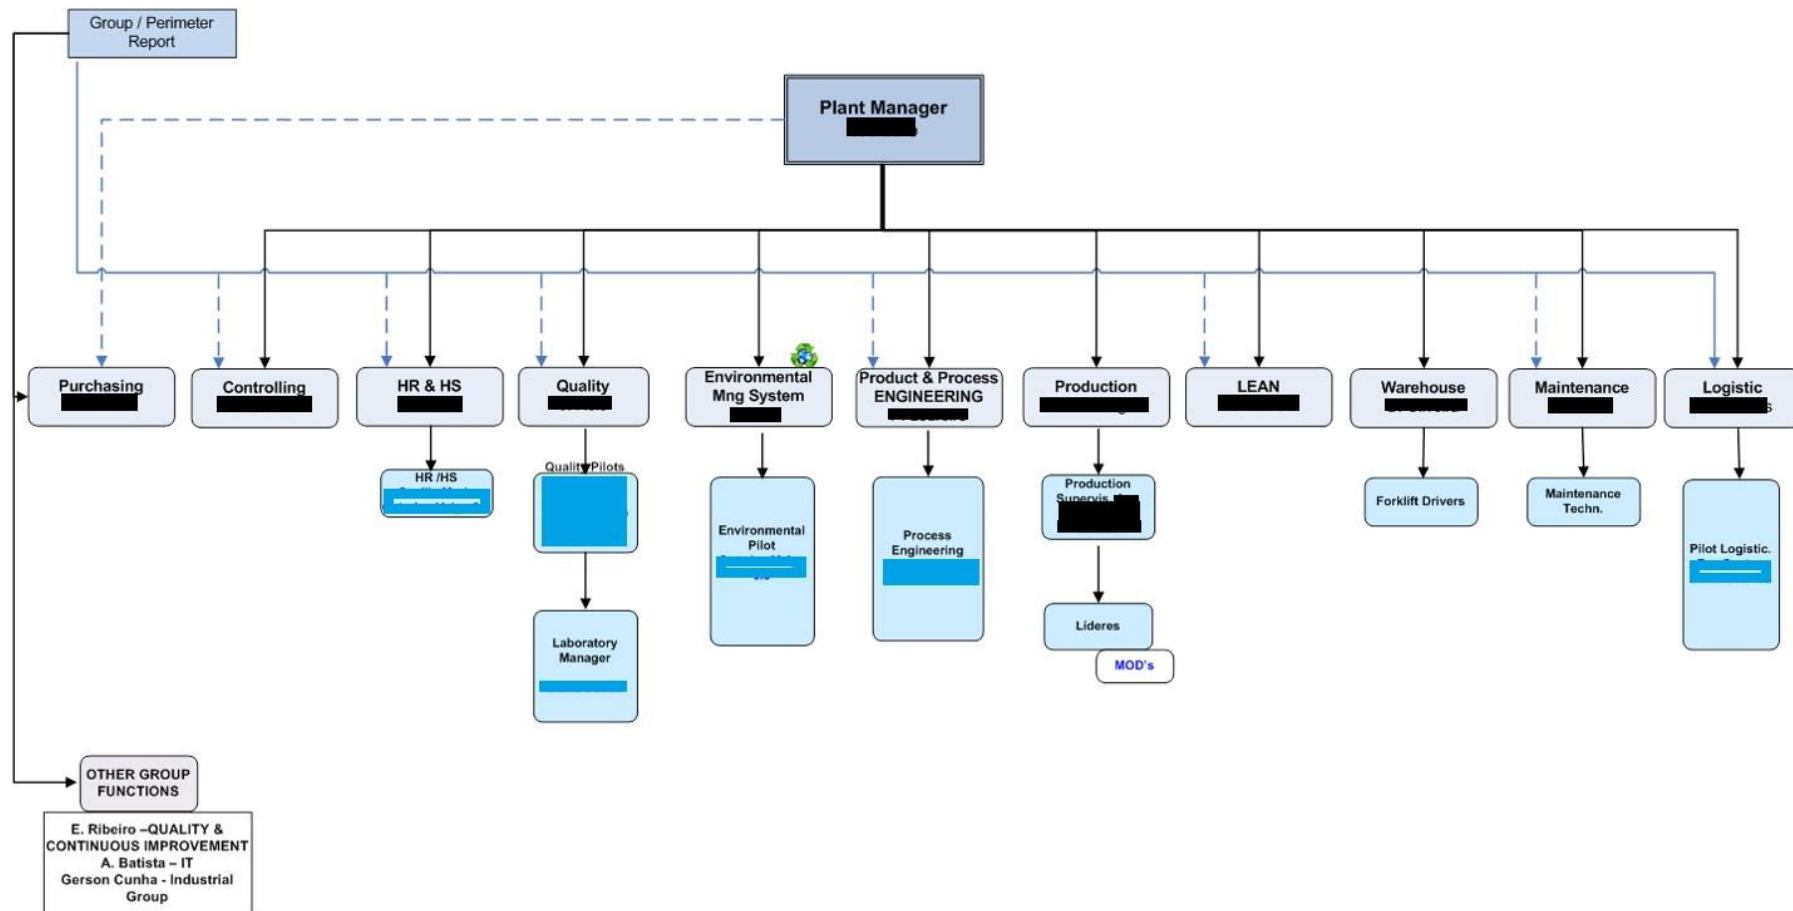 Group / Perimeter
Report
Plant Manager
Purchasing
Controlling
HR & HS
Quality
Environmental
Mng System
Product & Process
ENGINEERING
Production
LEAN
Warehouse
Maintenance
Logistic
HR /HS
Quality Pilots
Laboratory
Manager
Environmental
Pilot
Process
Engineering
Production
Supervis.
Líderes
MOD's
Forklift Drivers
Maintenance
Techn.
Pilot Logistic.
OTHER GROUP
FUNCTIONS
E. Ribeiro –QUALITY &
CONTINUOUS IMPROVEMENT
A. Batista – IT
Gerson Cunha - Industrial
Group